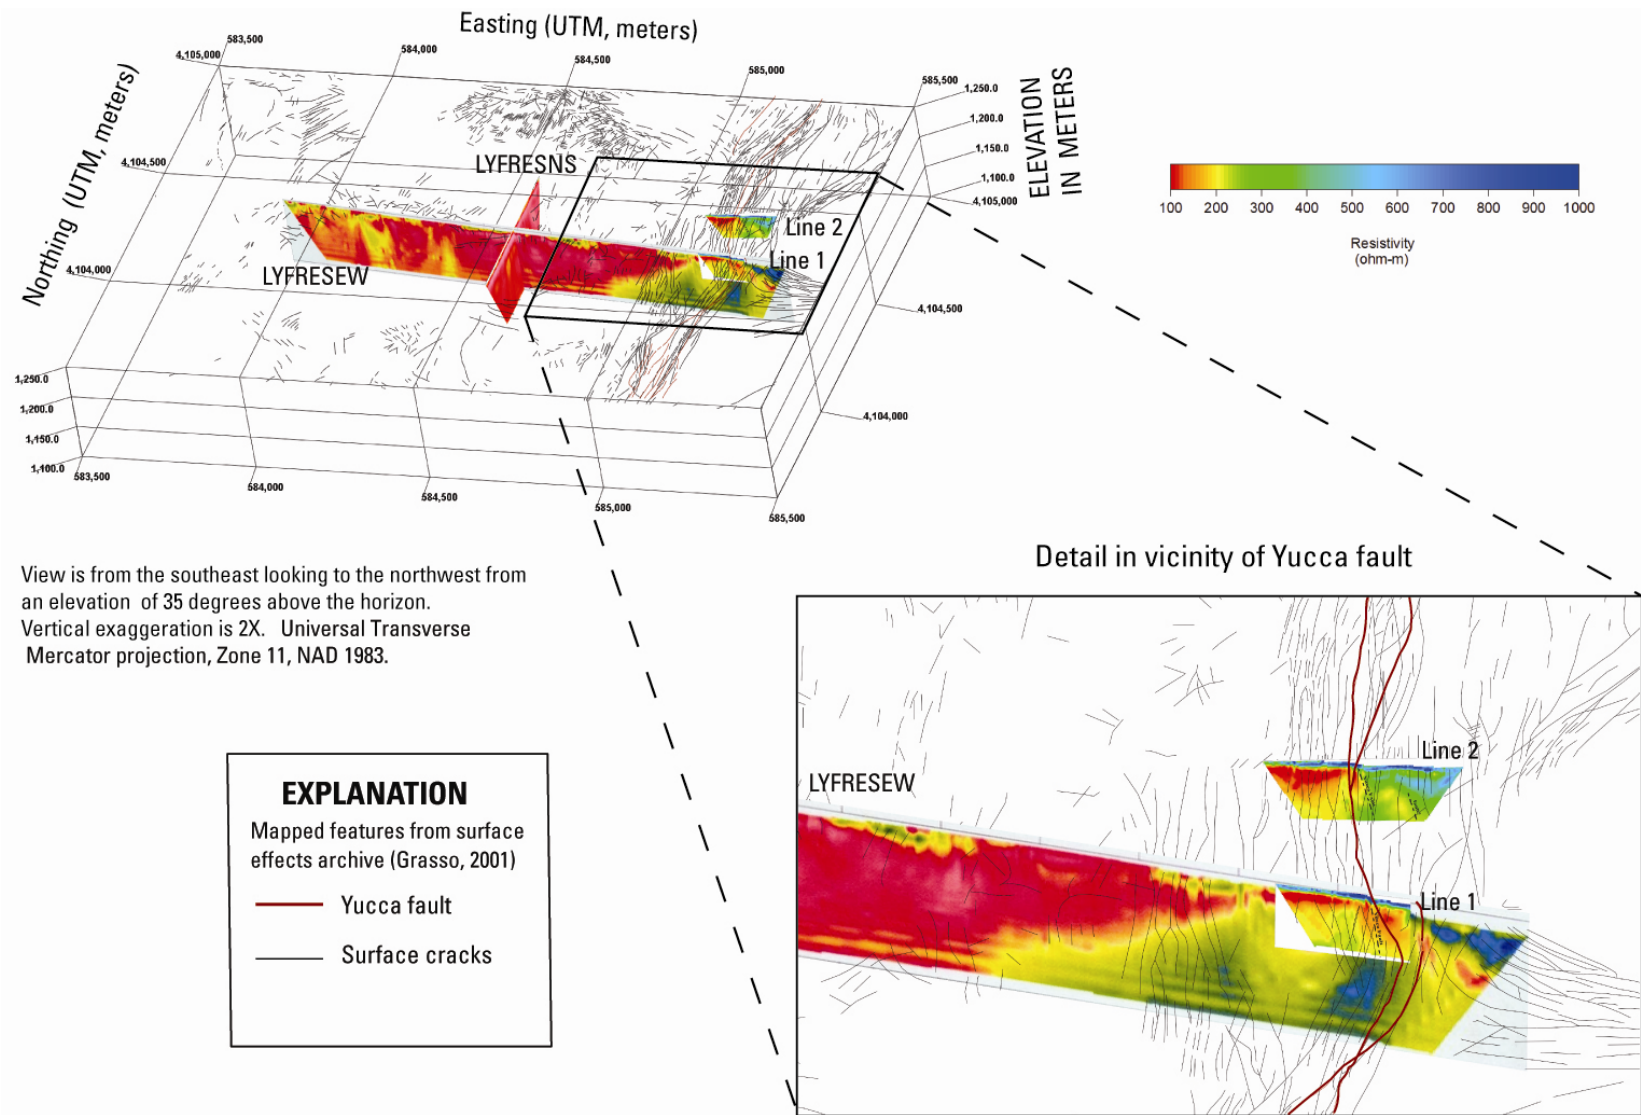 Easting (UTM, meters)
583,500
584,000
584,500
585,000
585,500
4,105,000
4,104,500
4,104,000
Northing (UTM, meters)
1,250.0
1,200.0
1,150.0
1,100.0
4,105,000
4,104,500
4,104,000
ELEVATION
IN METERS
LYFRESNS
LYFRESEW
Line 2
Line 1
1,250.0
1,200.0
1,150.0
1,100.0
583,500
584,000
584,500
585,000
585,500
100 200 300 400 500 600 700 800 900 1000
Resistivity
(ohm-m)
View is from the southeast looking to the northwest from
an elevation of 35 degrees above the horizon.
Vertical exaggeration is 2X. Universal Transverse
Mercator projection, Zone 11, NAD 1983.
EXPLANATION
Mapped features from surface
effects archive (Grasso, 2001)
Yucca fault
Surface cracks
Detail in vicinity of Yucca fault
Line 2
LYFRESEW
Line 1